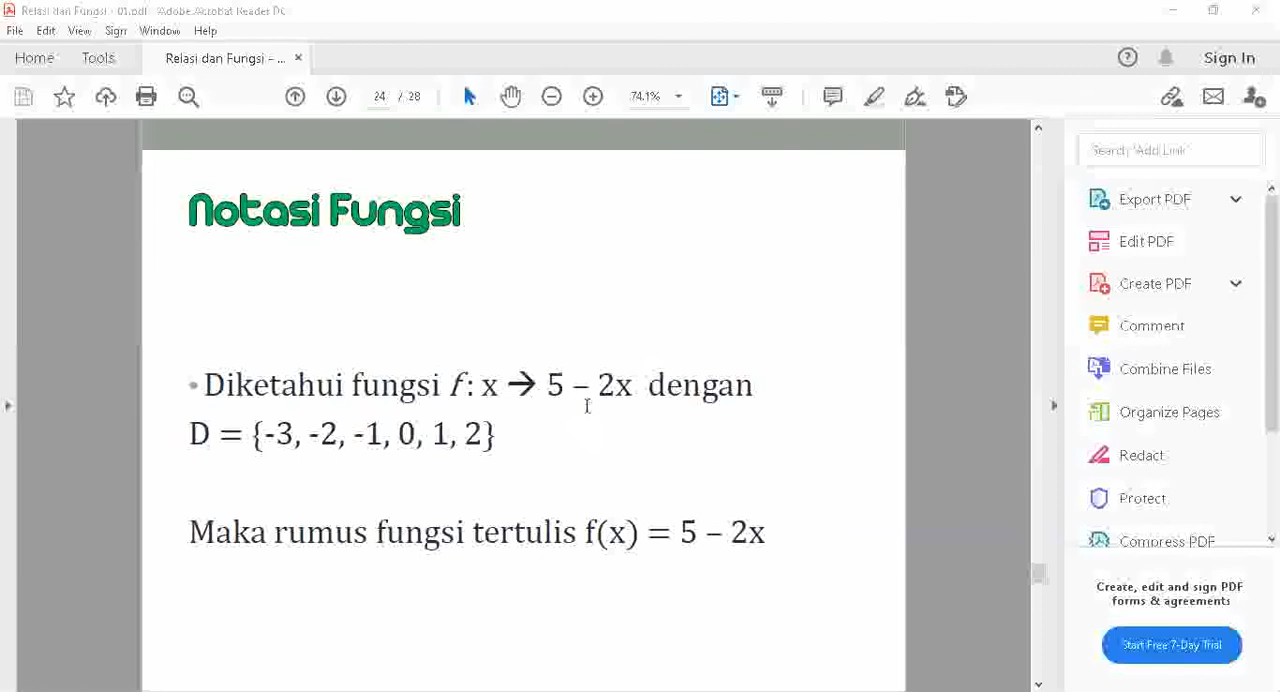 Relasi dan Fungsi - 01.pdf - Adobe Acrobat Reader DC
File Edit View Sign Window Help
Home Tools Relasi dan Fungsi – ... × Sign In
24 / 28 74.1%
Search 'Add Link'
Export PDF
Edit PDF
Create PDF
Comment
Combine Files
Organize Pages
Redact
Protect
Compress PDF
Create, edit and sign PDF
forms & agreements
Start Free 7-Day Trial
Notasi Fungsi
• Diketahui fungsi f : x → 5 – 2x dengan
D = {-3, -2, -1, 0, 1, 2}
Maka rumus fungsi tertulis f(x) = 5 – 2x